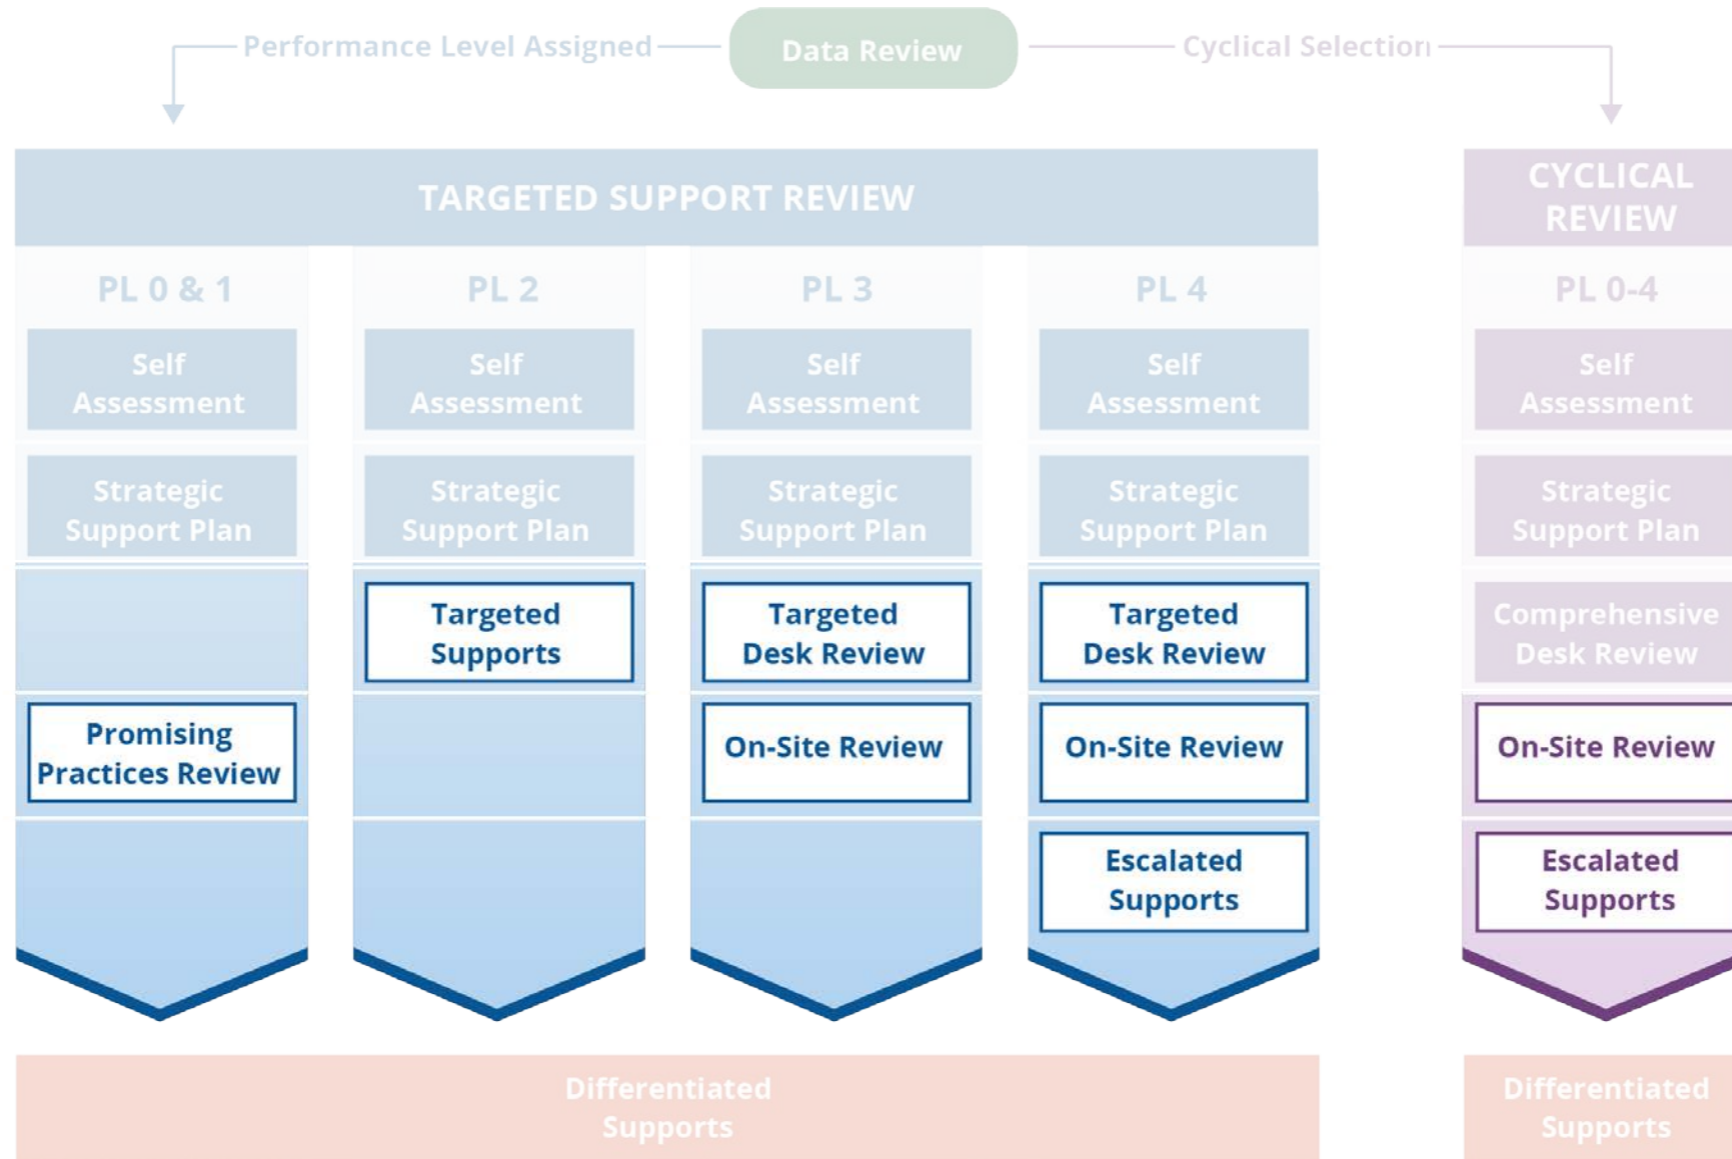 Performance Level Assigned
Data Review
Cyclical Selection
TARGETED SUPPORT REVIEW
CYCLICAL
REVIEW
PL 0 & 1
PL 2
PL 3
PL 4
PL 0-4
Self
Assessment
Self
Assessment
Self
Assessment
Self
Assessment
Self
Assessment
Strategic
Support Plan
Strategic
Support Plan
Strategic
Support Plan
Strategic
Support Plan
Strategic
Support Plan
Targeted
Supports
Targeted
Desk Review
Targeted
Desk Review
Comprehensive
Desk Review
Promising
Practices Review
On-Site Review
On-Site Review
On-Site Review
Escalated
Supports
Escalated
Supports
Differentiated
Supports
Differentiated
Supports